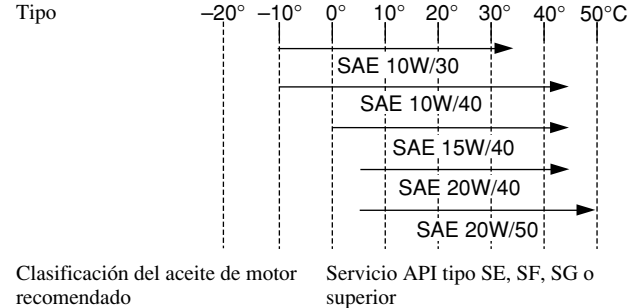 Tipo
–20° –10° 0° 10° 20° 30° 40° 50°C
SAE 10W/30
SAE 10W/40
SAE 15W/40
SAE 20W/40
SAE 20W/50
Clasificación del aceite de motor
recomendado
Servicio API tipo SE, SF, SG o
superior